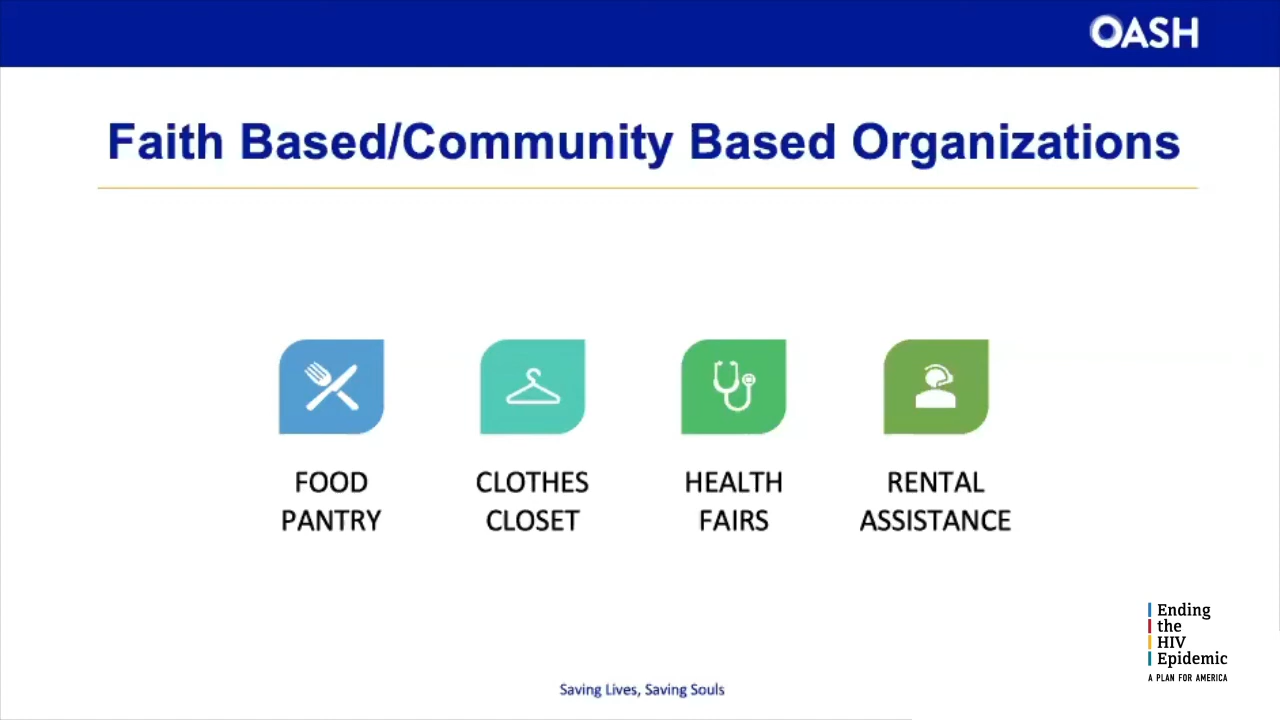 OASH
Faith Based/Community Based Organizations
FOOD
PANTRY
CLOTHES
CLOSET
HEALTH
FAIRS
RENTAL
ASSISTANCE
Ending
the
HIV
Epidemic
A PLAN FOR AMERICA
Saving Lives, Saving Souls